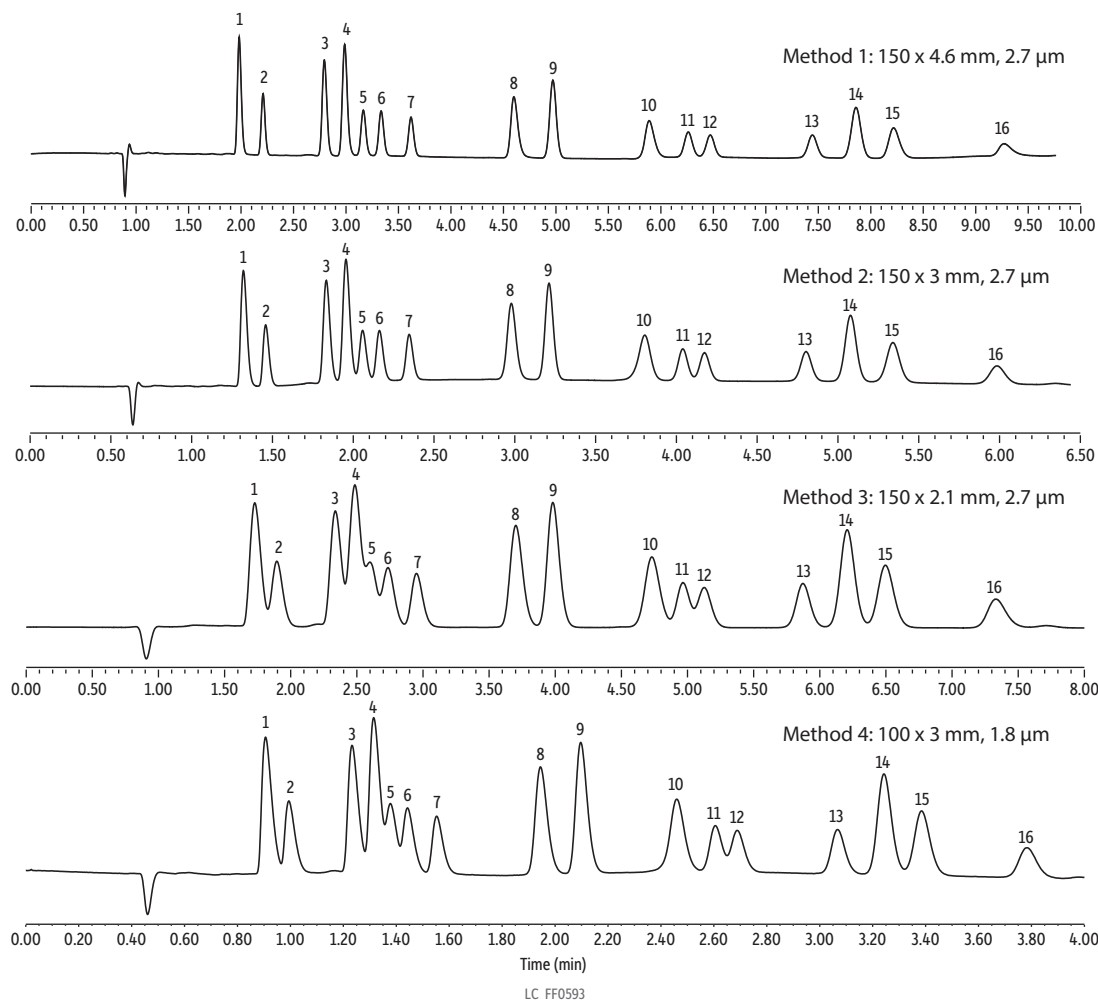 1 2 3 4 5 6 7 8 9 10 11 12 13 14 15 16
Method 1: 150 x 4.6 mm, 2.7 µm
0.00 0.50 1.00 1.50 2.00 2.50 3.00 3.50 4.00 4.50 5.00 5.50 6.00 6.50 7.00 7.50 8.00 8.50 9.00 9.50 10.00
1 2 3 4 5 6 7 8 9 10 11 12 13 14 15 16
Method 2: 150 x 3 mm, 2.7 µm
0.00 0.50 1.00 1.50 2.00 2.50 3.00 3.50 4.00 4.50 5.00 5.50 6.00 6.50
1 2 3 4 5 6 7 8 9 10 11 12 13 14 15 16
Method 3: 150 x 2.1 mm, 2.7 µm
0.00 0.50 1.00 1.50 2.00 2.50 3.00 3.50 4.00 4.50 5.00 5.50 6.00 6.50 7.00 7.50 8.00
1 2 3 4 5 6 7 8 9 10 11 12 13 14 15 16
Method 4: 100 x 3 mm, 1.8 µm
0.00 0.40 0.60 0.80 1.00 1.20 1.40 1.60 1.80 2.00 2.20 2.40 2.60 2.80 3.00 3.20 3.40 3.60 3.80 4.00
Time (min)
LC_FF0593